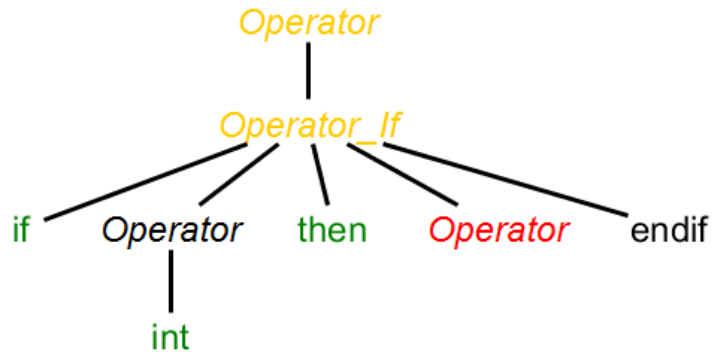 Operator
Operator_If
if Operator then Operator endif
int